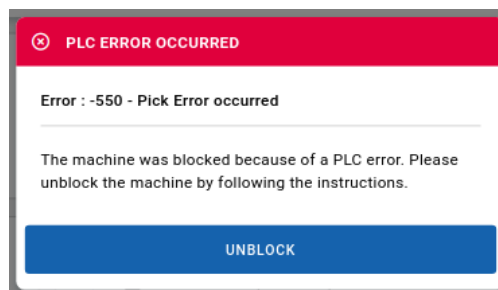 PLC ERROR OCCURRED
Error : -550 - Pick Error occurred
The machine was blocked because of a PLC error. Please
unblock the machine by following the instructions.
UNBLOCK